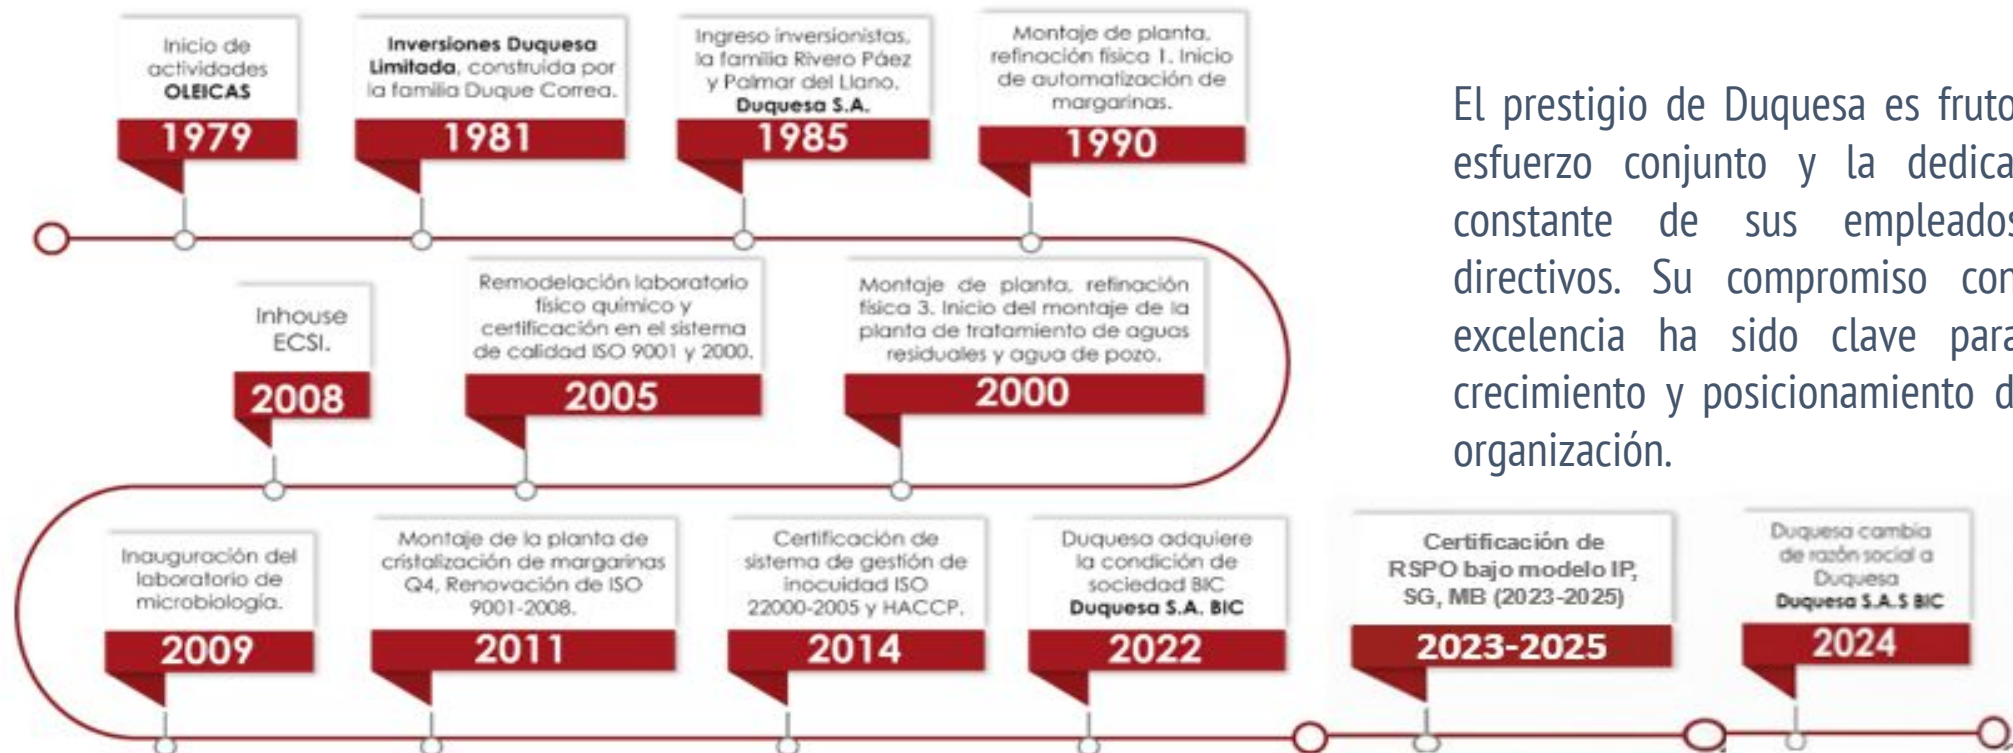 Inicio de
actividades
OLEICAS
1979
Inversiones Duquesa
Limitada, construida por
la familia Duque Correa.
1981
Ingreso inversionistas,
la familia Rivero Páez
y Palmar del Llano.
Duquesa S.A.
1985
Montaje de planta,
refinación física 1. Inicio
de automatización de
margarinas.
1990
El prestigio de Duquesa es fruto
esfuerzo conjunto y la dedica
constante de sus empleados
directivos. Su compromiso con
excelencia ha sido clave para
crecimiento y posicionamiento d
organización.
Inhouse
ECSI.
2008
Remodelación laboratorio
físico químico y
certificación en el sistema
de calidad ISO 9001 y 2000.
2005
Montaje de planta, refinación
física 3. Inicio del montaje de la
planta de tratamiento de aguas
residuales y agua de pozo.
2000
Inauguración del
laboratorio de
microbiología.
2009
Montaje de la planta de
cristalización de margarinas
Q4, Renovación de ISO
9001-2008.
2011
Certificación de
sistema de gestión de
inocuidad ISO
22000-2005 y HACCP.
2014
Duquesa adquiere
la condición de
sociedad BIC
Duquesa S.A. BIC
2022
Certificación de
RSPO bajo modelo IP,
SG, MB (2023-2025)
2023-2025
Duquesa cambia
de razón social a
Duquesa
Duquesa S.A.S BIC
2024